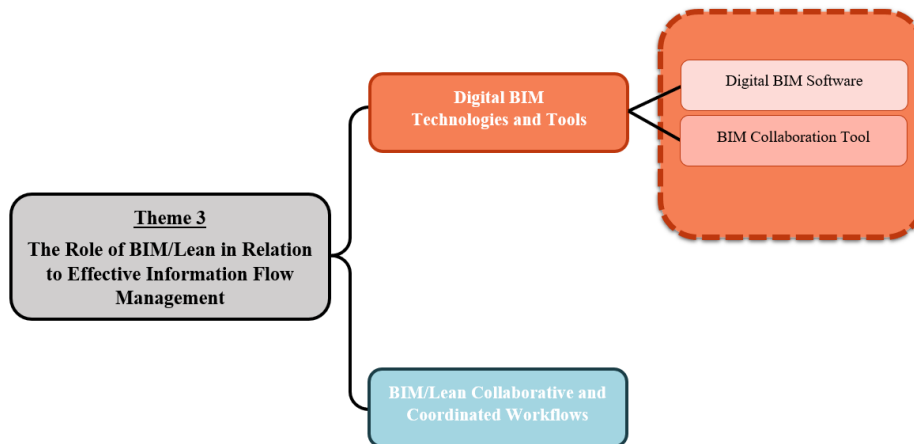 Theme 3
The Role of BIM/Lean in Relation
to Effective Information Flow
Management
Digital BIM
Technologies and Tools
Digital BIM Software
BIM Collaboration Tool
BIM/Lean Collaborative and
Coordinated Workflows